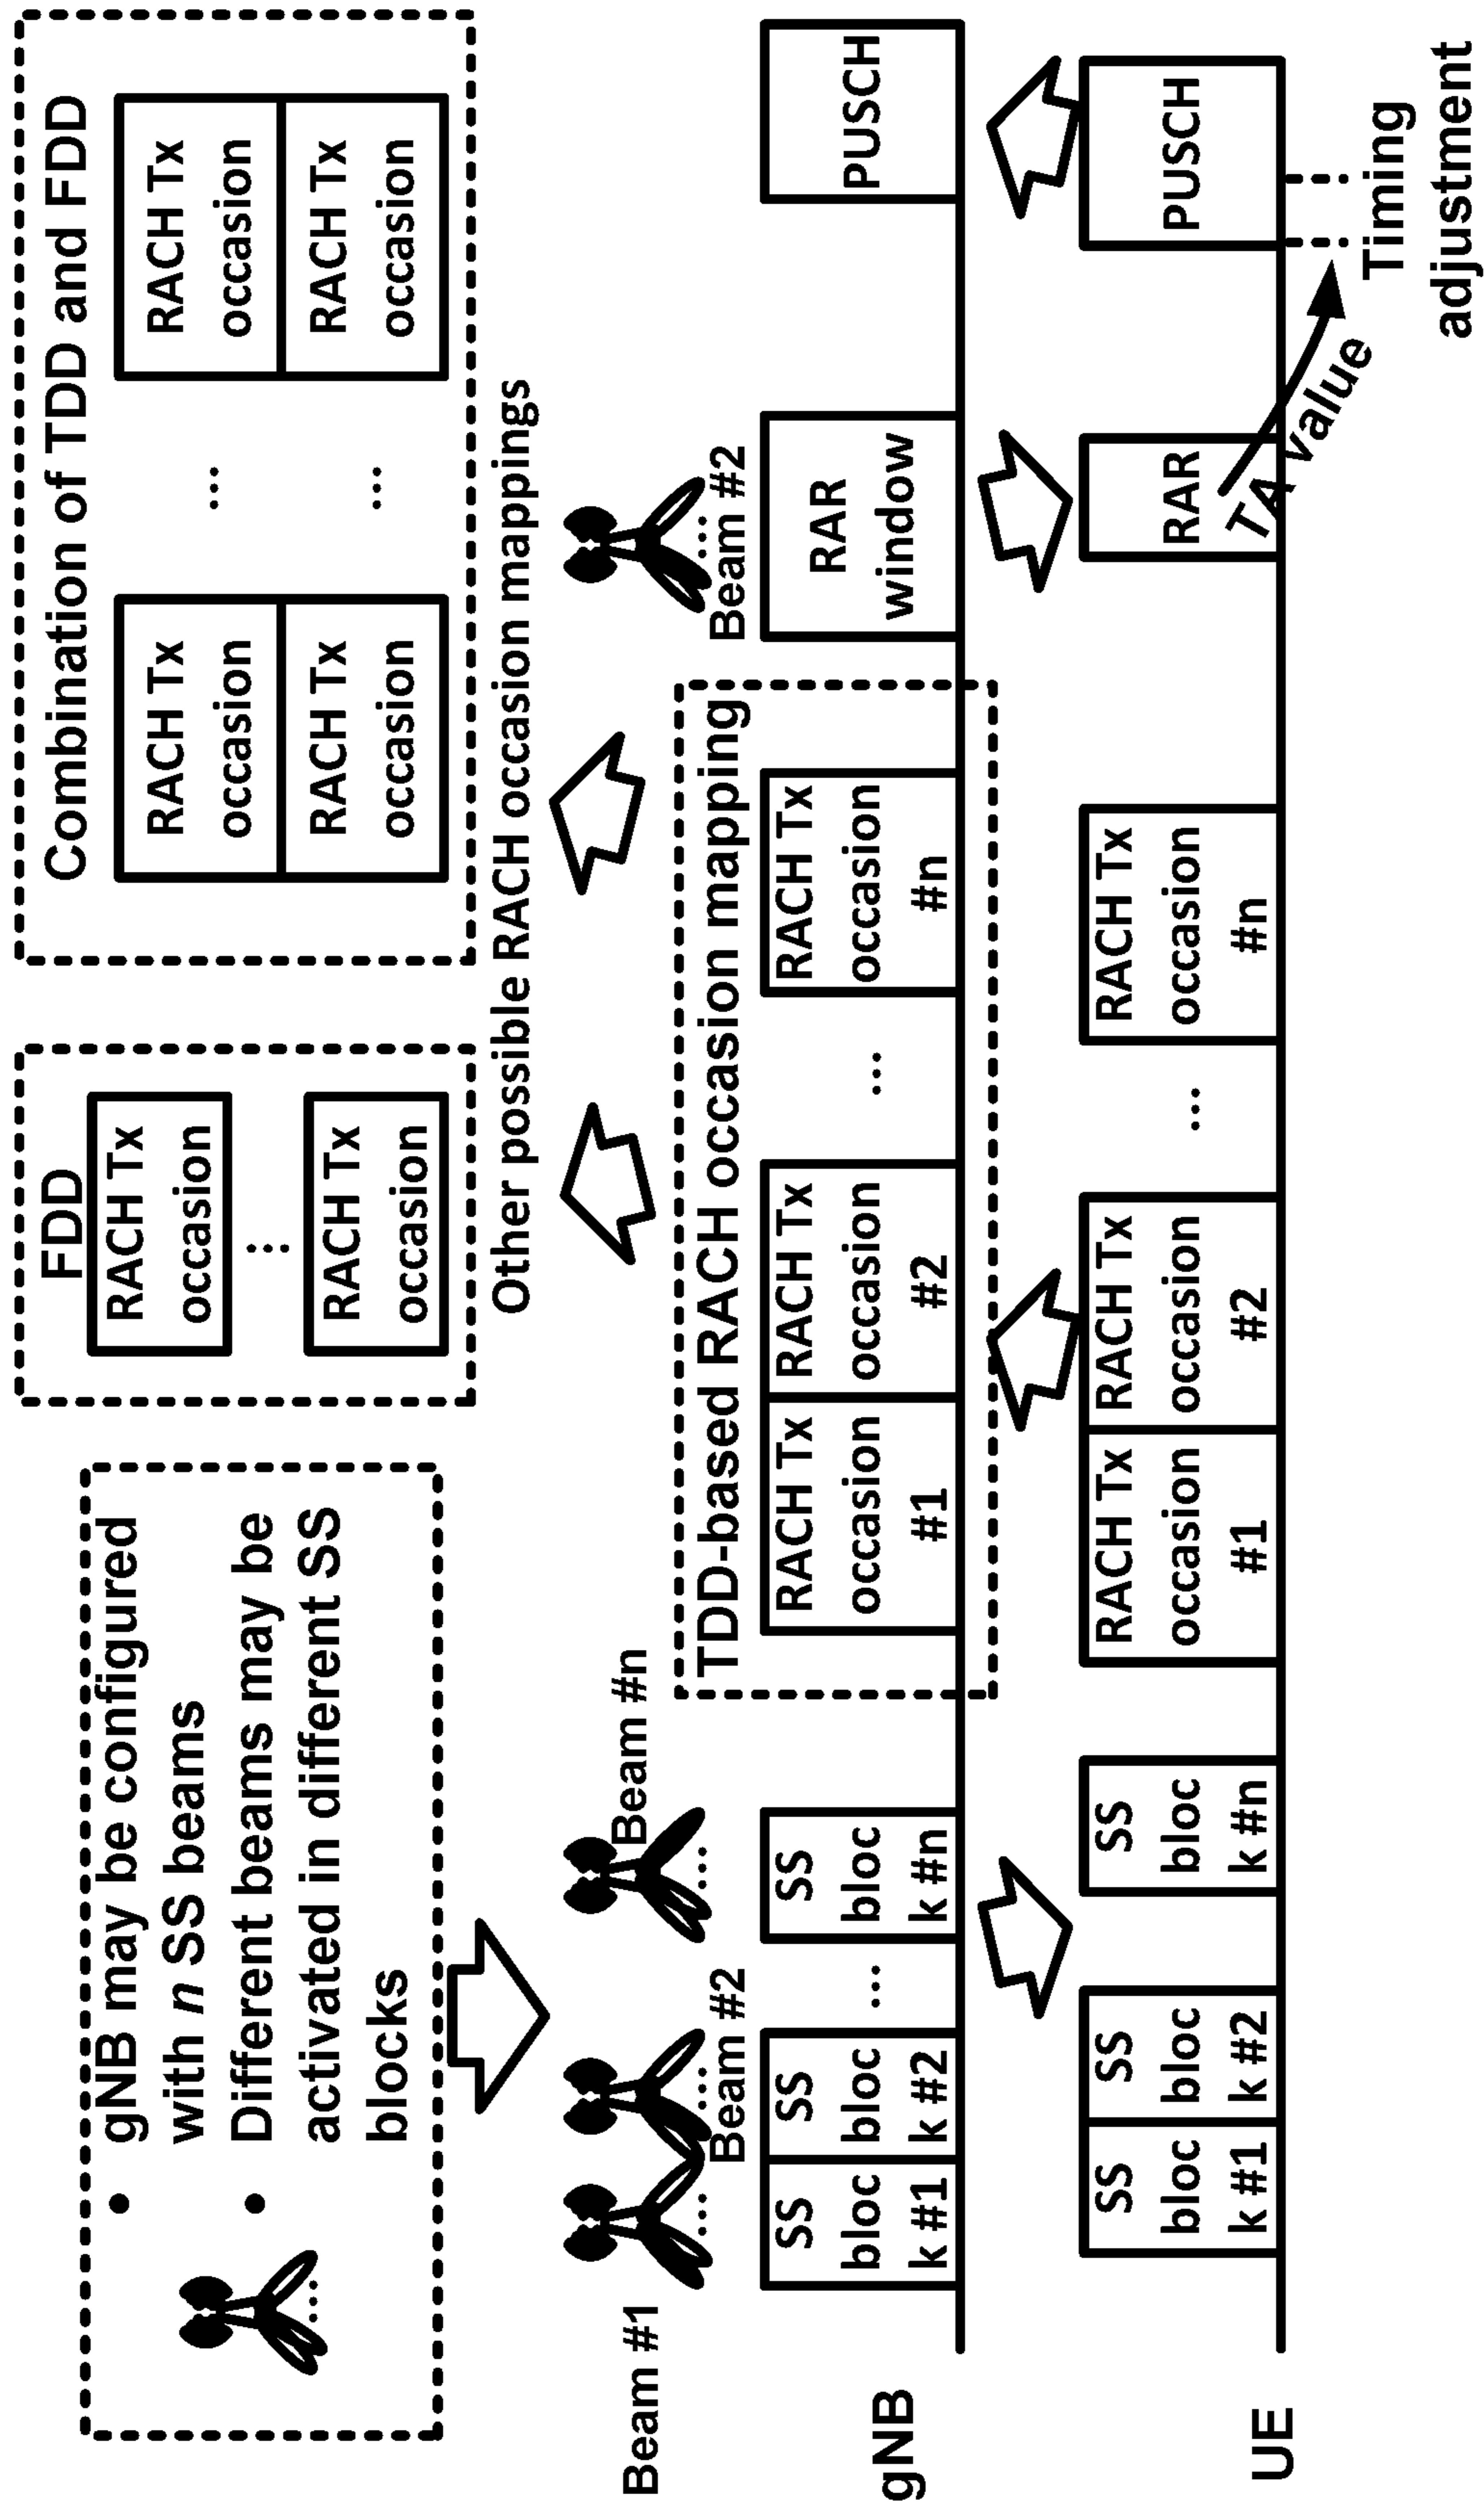 • gNB may be configured
with n SS beams
• Different beams may be
activated in different SS
blocks
FDD
RACH Tx
occasion
...
RACH Tx
occasion
Combination of TDD and FDD
RACH Tx
occasion
RACH Tx
occasion
...
...
RACH Tx
occasion
RACH Tx
occasion
Other possible RACH occasion mappings
Beam #1
Beam #2
Beam #n
TDD-based RACH occasion mapping
Beam #2
gNB
SS
bloc
k #1
SS
bloc
k #2
...
SS
bloc
k #n
RACH Tx
occasion
#1
RACH Tx
occasion
#2
...
RACH Tx
occasion
#n
RAR
window
PUSCH
UE
SS
bloc
k #1
SS
bloc
k #2
SS
bloc
k #n
RACH Tx
occasion
#1
RACH Tx
occasion
#2
...
RACH Tx
occasion
#n
RAR
TA value
PUSCH
Timing
adjustment